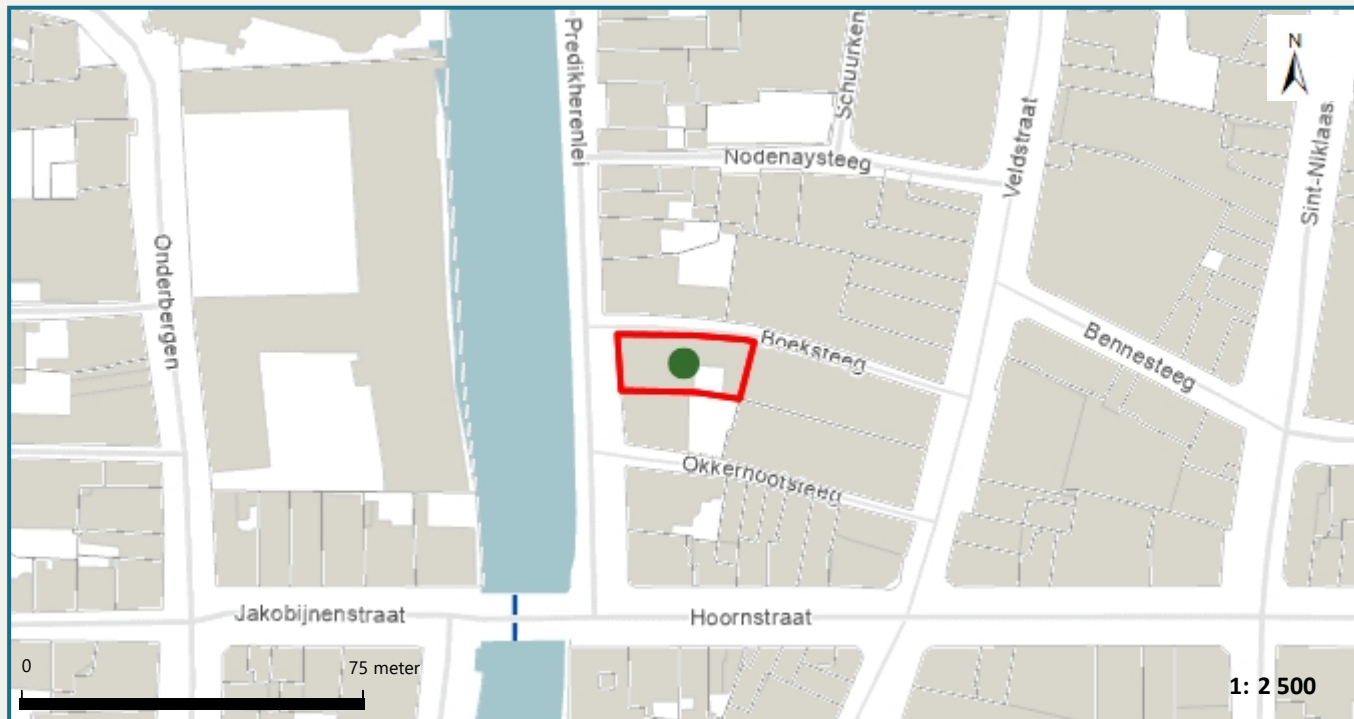 N
Predikherenlei
Schuurken
Nodenaysteeg
Veldstraat
Sint-Niklaas
Onderbergen
Boeksteeg
Bennesteeg
Okkernootsteeg
Jakobijnenstraat
Hoornstraat
0
75 meter
1: 2 500